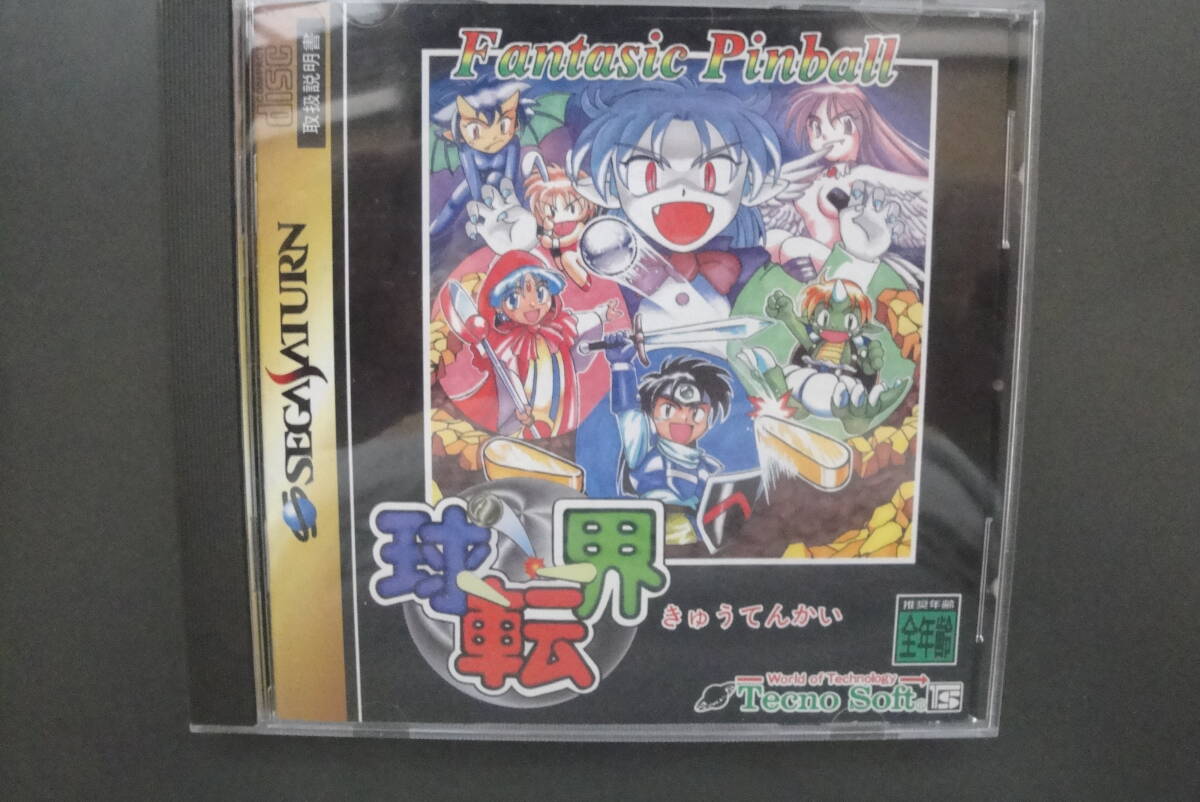 Fantasic Pinball
disc
取扱説明書
SEGA SATURN
球転界
きゅうてんかい
推奨年齢
全年齢
World of Technology
Tecno Soft®